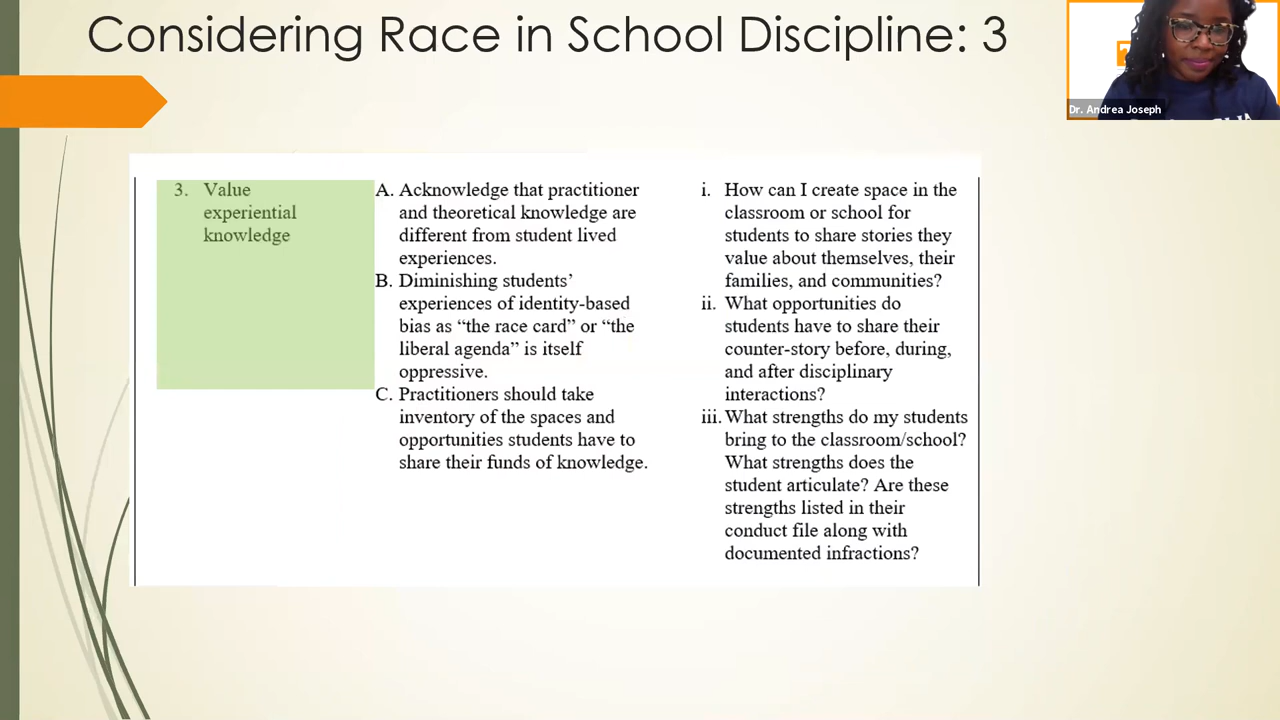 Considering Race in School Discipline: 3
Dr. Andrea Joseph
3. Value
experiential
knowledge
A. Acknowledge that practitioner
and theoretical knowledge are
different from student lived
experiences.
B. Diminishing students’
experiences of identity-based
bias as “the race card” or “the
liberal agenda” is itself
oppressive.
C. Practitioners should take
inventory of the spaces and
opportunities students have to
share their funds of knowledge.
i. How can I create space in the
classroom or school for
students to share stories they
value about themselves, their
families, and communities?
ii. What opportunities do
students have to share their
counter-story before, during,
and after disciplinary
interactions?
iii. What strengths do my students
bring to the classroom/school?
What strengths does the
student articulate? Are these
strengths listed in their
conduct file along with
documented infractions?